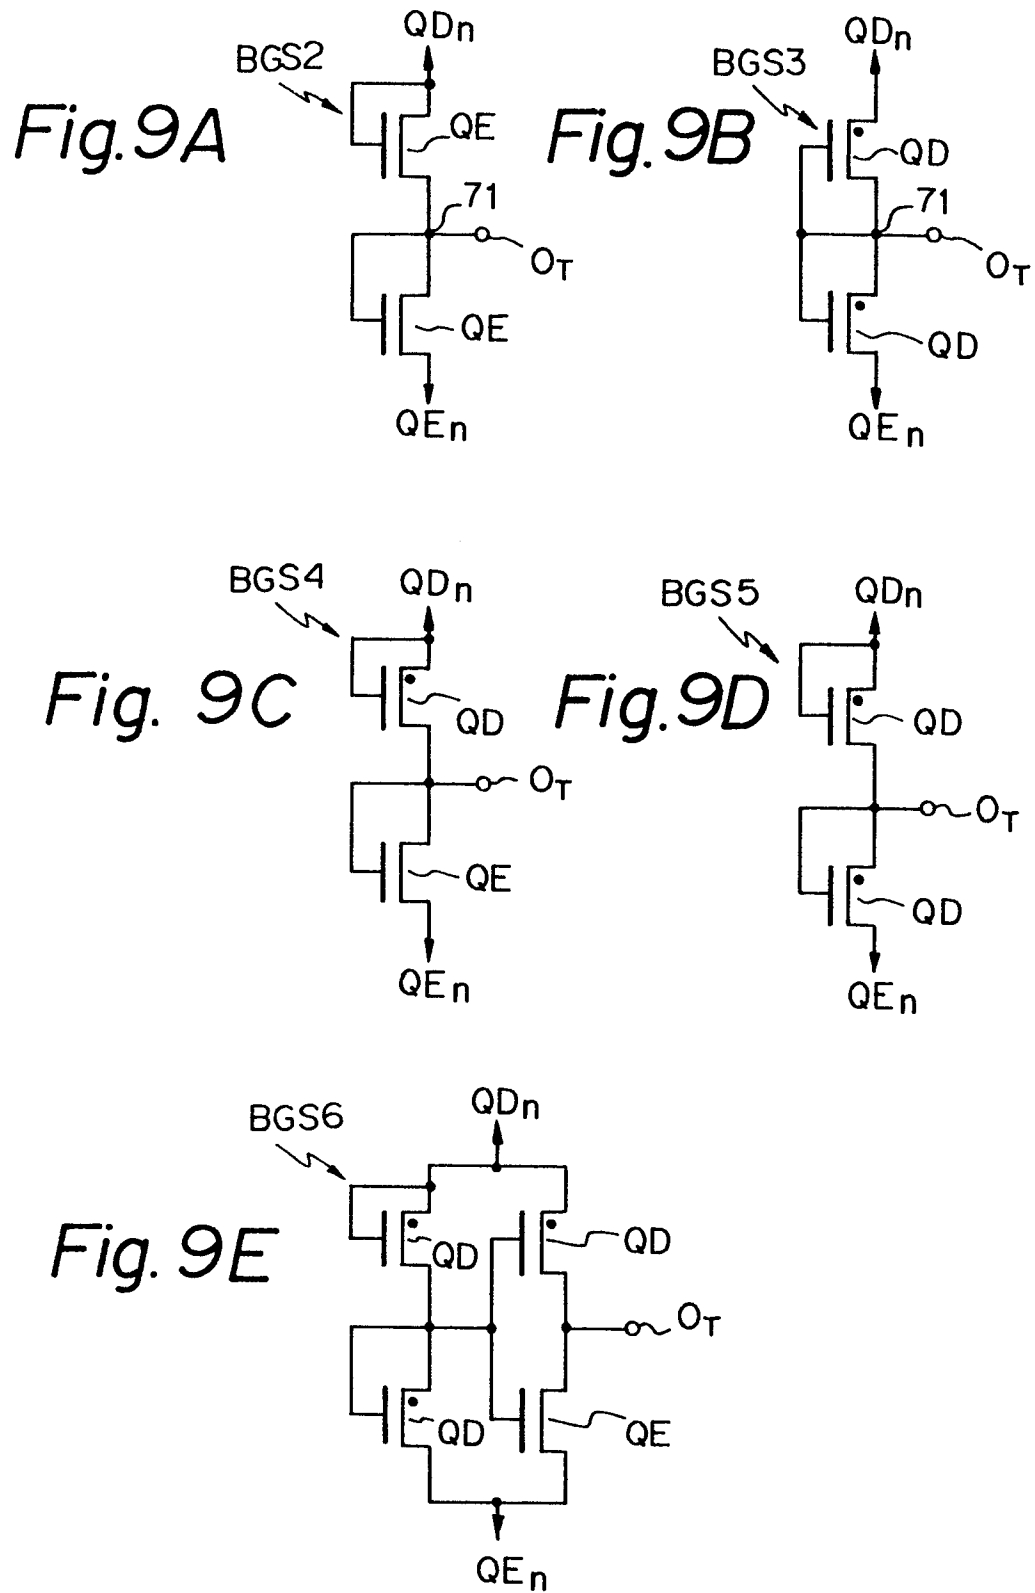 Fig. 9A
BGS2
QDn
QE
71
OT
QE
QEn
Fig. 9B
BGS3
QDn
QD
71
OT
QD
QEn
Fig. 9C
BGS4
QDn
QD
OT
QE
QEn
Fig. 9D
BGS5
QDn
QD
OT
QD
QEn
Fig. 9E
BGS6
QDn
QD
QD
OT
QD
QE
QEn